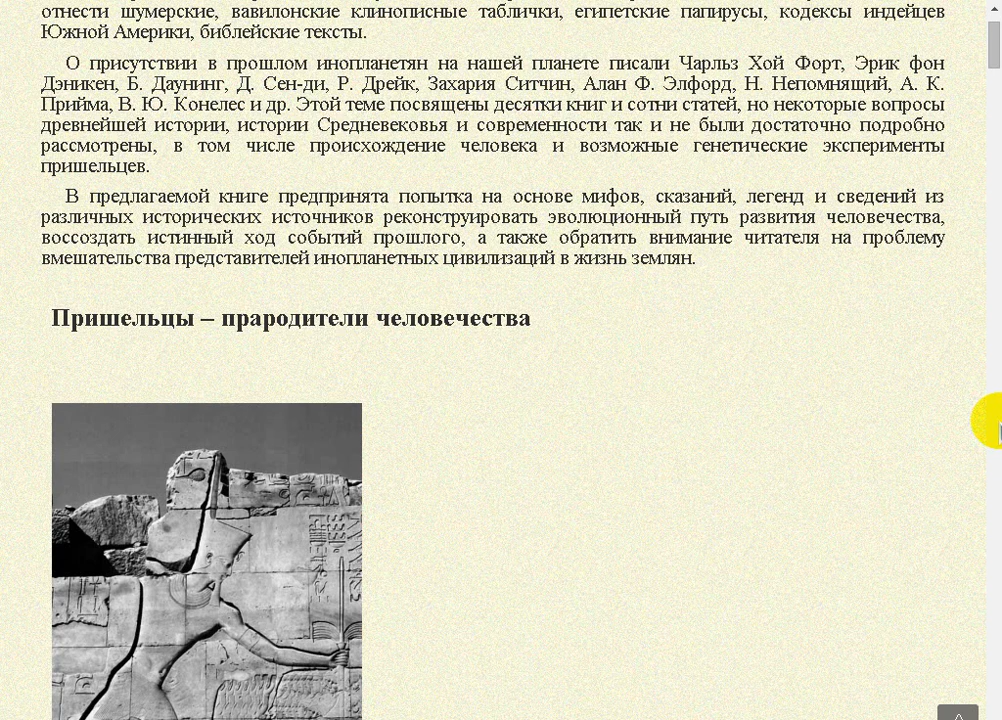 отнести шумерские, вавилонские клинописные таблички, египетские папирусы, кодексы индейцев
Южной Америки, библейские тексты.
О присутствии в прошлом инопланетян на нашей планете писали Чарльз Хой Форт, Эрик фон
Дэникен, Б. Даунинг, Д. Сен-ди, Р. Дрейк, Захария Ситчин, Алан Ф. Элфорд, Н. Непомнящий, А. К.
Прийма, В. Ю. Конелес и др. Этой теме посвящены десятки книг и сотни статей, но некоторые вопросы
древнейшей истории, истории Средневековья и современности так и не были достаточно подробно
рассмотрены, в том числе происхождение человека и возможные генетические эксперименты
пришельцев.
В предлагаемой книге предпринята попытка на основе мифов, сказаний, легенд и сведений из
различных исторических источников реконструировать эволюционный путь развития человечества,
воссоздать истинный ход событий прошлого, а также обратить внимание читателя на проблему
вмешательства представителей инопланетных цивилизаций в жизнь землян.
Пришельцы – прародители человечества